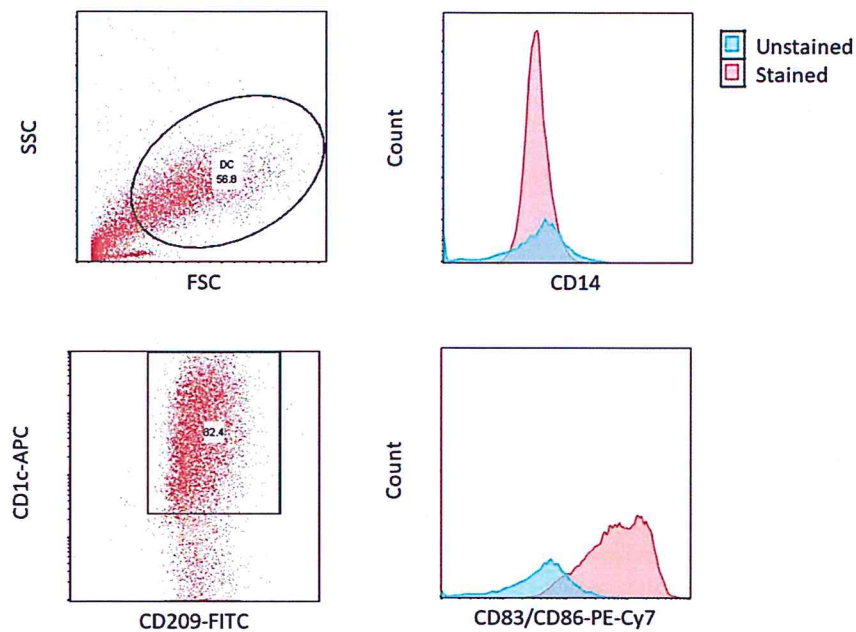 SSC
DC
56.8
FSC
Count
CD14
Unstained
Stained
CD1c-APC
82.4
CD209-FITC
Count
CD83/CD86-PE-Cy7